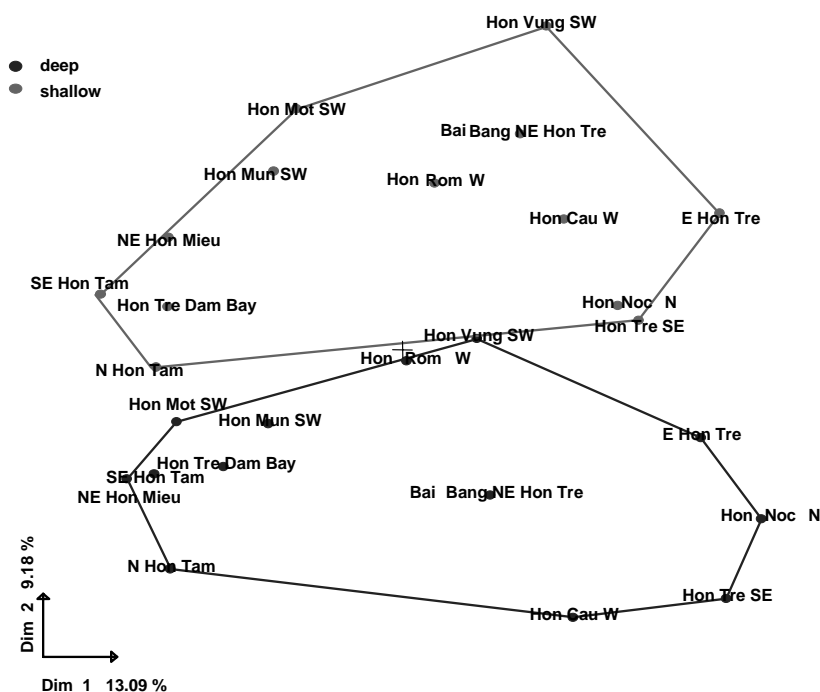 Hon Vung SW
deep
shallow
Hon Mot SW
Bai Bang NE Hon Tre
Hon Mun SW
Hon Rom W
Hon Cau W
E Hon Tre
NE Hon Mieu
SE Hon Tam
Hon Tre Dam Bay
Hon Noc N
Hon Tre SE
Hon Vung SW
Hon Rom W
N Hon Tam
Hon Mot SW
Hon Mun SW
E Hon Tre
Hon Tre Dam Bay
SE Hon Tam
NE Hon Mieu
Bai Bang NE Hon Tre
Hon Noc N
N Hon Tam
Hon Tre SE
Hon Cau W
Dim 2 9.18 %
Dim 1 13.09 %